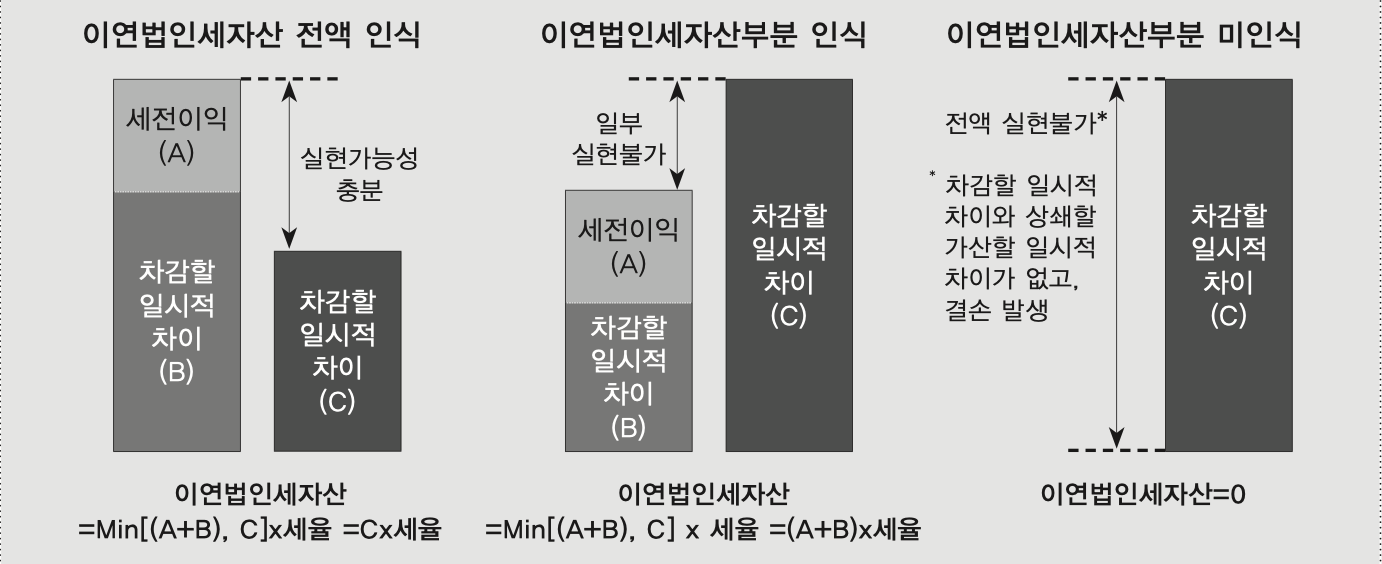 이연법인세자산 전액 인식
세전이익
(A)
차감할
일시적
차이
(B)
실현가능성
충분
차감할
일시적
차이
(C)
이연법인세자산
=Min[(A+B), C]x세율 =Cx세율
이연법인세자산부분 인식
일부
실현불가
세전이익
(A)
차감할
일시적
차이
(B)
차감할
일시적
차이
(C)
이연법인세자산
=Min[(A+B), C] x 세율 =(A+B)x세율
이연법인세자산부분 미인식
전액 실현불가*
* 차감할 일시적
차이와 상쇄할
가산할 일시적
차이가 없고,
결손 발생
차감할
일시적
차이
(C)
이연법인세자산=0